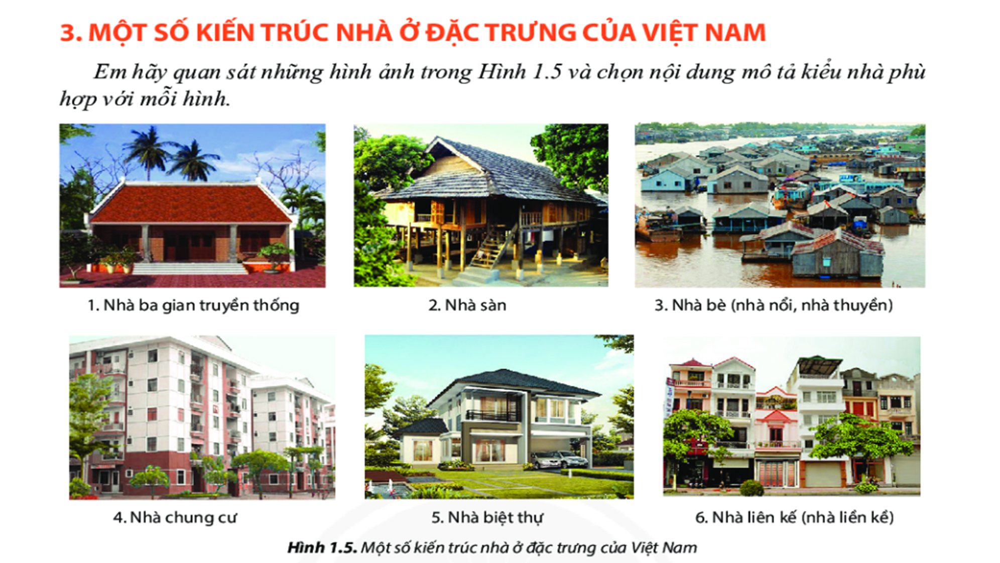 3. MỘT SỐ KIẾN TRÚC NHÀ Ở ĐẶC TRƯNG CỦA VIỆT NAM
Em hãy quan sát những hình ảnh trong Hình 1.5 và chọn nội dung mô tả kiểu nhà phù
hợp với mỗi hình.
1. Nhà ba gian truyền thống
2. Nhà sàn
3. Nhà bè (nhà nổi, nhà thuyền)
4. Nhà chung cư
5. Nhà biệt thự
6. Nhà liên kế (nhà liền kề)
Hình 1.5. Một số kiến trúc nhà ở đặc trưng của Việt Nam